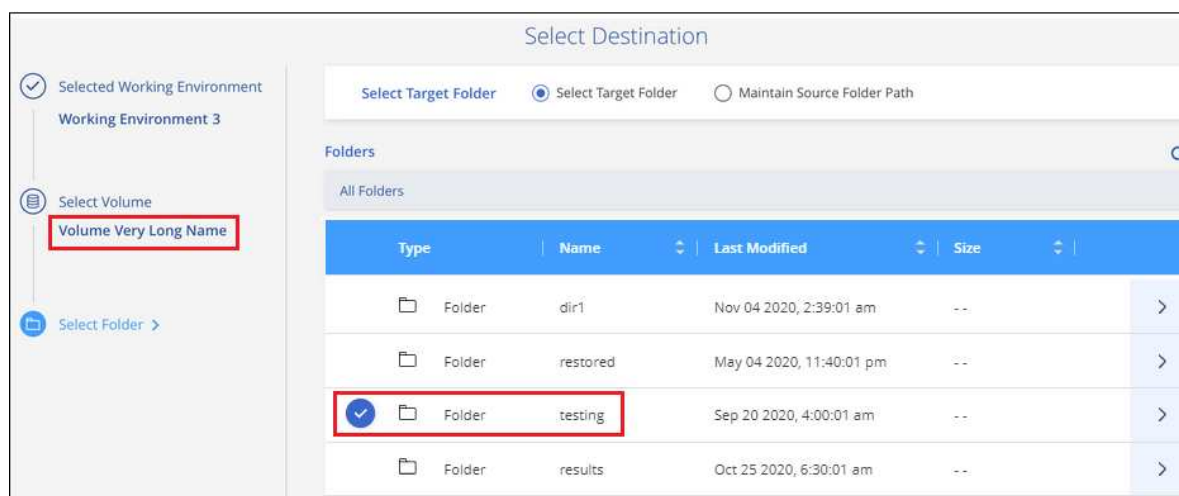 Select Destination
Selected Working Environment
Working Environment 3
Select Volume
Volume Very Long Name
Select Folder >
Select Target Folder Select Target Folder Maintain Source Folder Path
Folders
All Folders
Type Name Last Modified Size
Folder dir1 Nov 04 2020, 2:39:01 am --
Folder restored May 04 2020, 11:40:01 pm --
Folder testing Sep 20 2020, 4:00:01 am --
Folder results Oct 25 2020, 6:30:01 am --